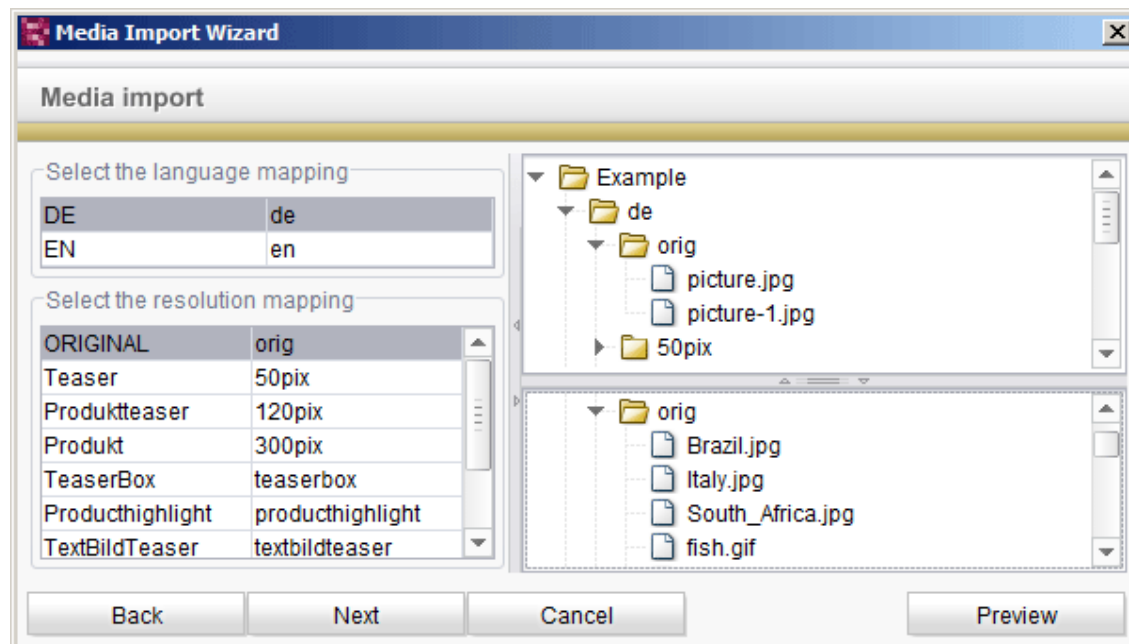 Media Import Wizard
Media import
Select the language mapping
DE de
EN en
Select the resolution mapping
ORIGINAL orig
Teaser 50pix
Produktteaser 120pix
Produkt 300pix
TeaserBox teaserbox
Producthighlight producthighlight
TextBildTeaser textbildteaser
Example
de
orig
picture.jpg
picture-1.jpg
50pix
orig
Brazil.jpg
Italy.jpg
South_Africa.jpg
fish.gif
Back Next Cancel Preview